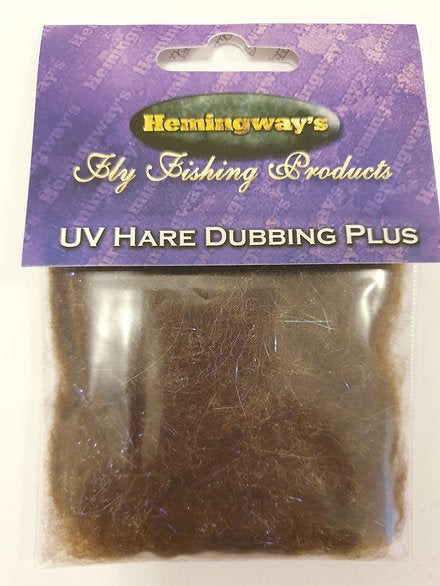 Hemingway's
Fly Fishing Products
UV HARE DUBBING PLUS